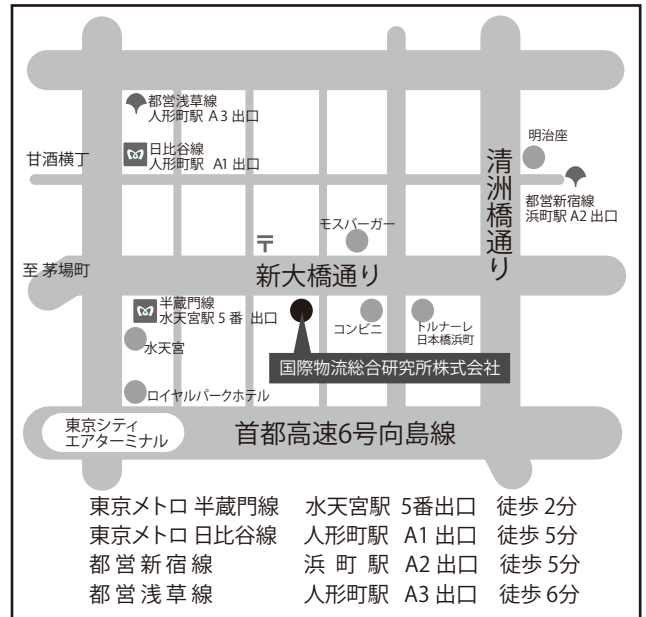 都営浅草線
人形町駅 A3 出口
日比谷線
人形町駅 A1 出口
甘酒横丁
明治座
清洲橋通り
都営新宿線
浜町駅 A2 出口
モスバーガー
〒
至 茅場町
新大橋通り
半蔵門線
水天宮駅 5 番 出口
水天宮
コンビニ
トルナーレ
日本橋浜町
国際物流総合研究所株式会社
ロイヤルパークホテル
東京シティ
エアターミナル
首都高速6号向島線
東京メトロ 半蔵門線 水天宮駅 5番出口 徒歩 2分
東京メトロ 日比谷線 人形町駅 A1 出口 徒歩 5分
都営新宿線 浜町駅 A2 出口 徒歩 5分
都営浅草線 人形町駅 A3 出口 徒歩 6分